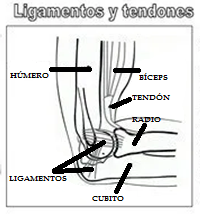 Ligamentos y tendones
HÚMERO
BÍCEPS
TENDÓN
RADIO
LIGAMENTOS
CUBITO